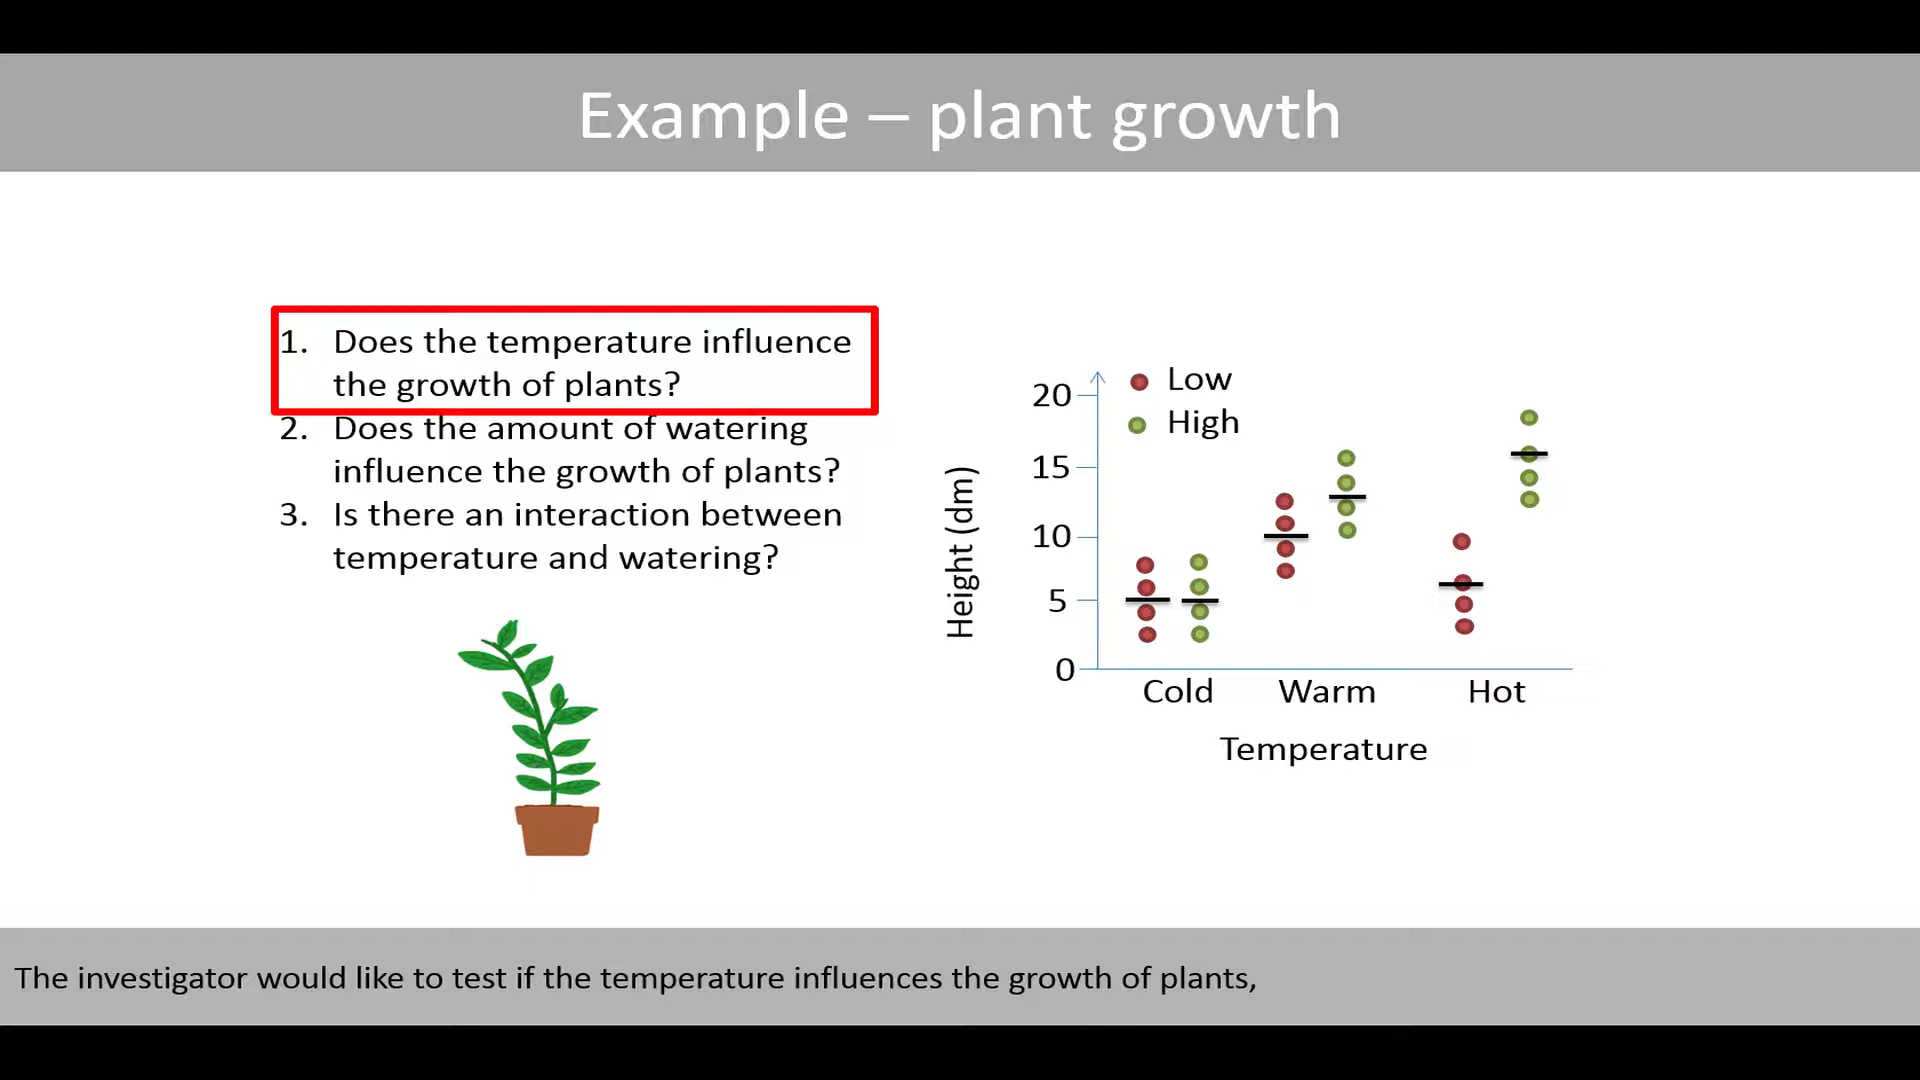 Example – plant growth
1. Does the temperature influence
the growth of plants?
2. Does the amount of watering
influence the growth of plants?
3. Is there an interaction between
temperature and watering?
Low
High
Height (dm)
20
15
10
5
0
Cold Warm Hot
Temperature
The investigator would like to test if the temperature influences the growth of plants,